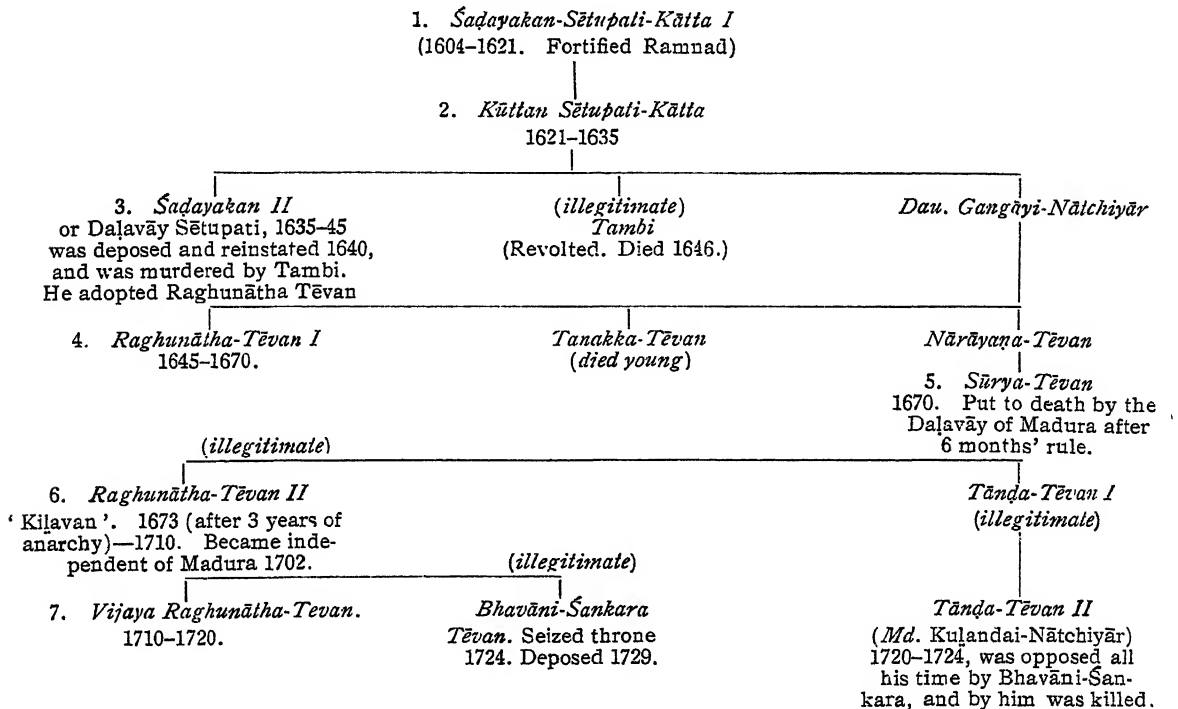 1. Śaḍayakan-Sētupati-Kātta I
(1604–1621. Fortified Ramnad)
2. Kūttan Sētupati-Kātta
1621–1635
3. Śaḍayakan II
or Daḷavāy Sētupati, 1635–45
was deposed and reinstated 1640,
and was murdered by Tambi.
He adopted Raghunātha Tēvan
(illegitimate)
Tambi
(Revolted. Died 1646.)
Dau. Gangāyi-Nātchiyār
4. Raghunātha-Tēvan I
1645–1670.
Tanakka-Tēvan
(died young)
Nārāyaṇa-Tēvan
5. Sūrya-Tēvan
1670. Put to death by the
Daḷavāy of Madura after
6 months' rule.
(illegitimate)
6. Raghunātha-Tēvan II
‘ Kiḻavan ’. 1673 (after 3 years of
anarchy)—1710. Became inde-
pendent of Madura 1702.
Tāṇḍa-Tēvan I
(illegitimate)
(illegitimate)
7. Vijaya Raghunātha-Tevan.
1710–1720.
Bhavāni-Śankara
Tēvan. Seized throne
1724. Deposed 1729.
Tāṇḍa-Tēvan II
(Md. Kuḻandai-Nātchiyār)
1720–1724, was opposed all
his time by Bhavāni-Śan-
kara, and by him was killed.